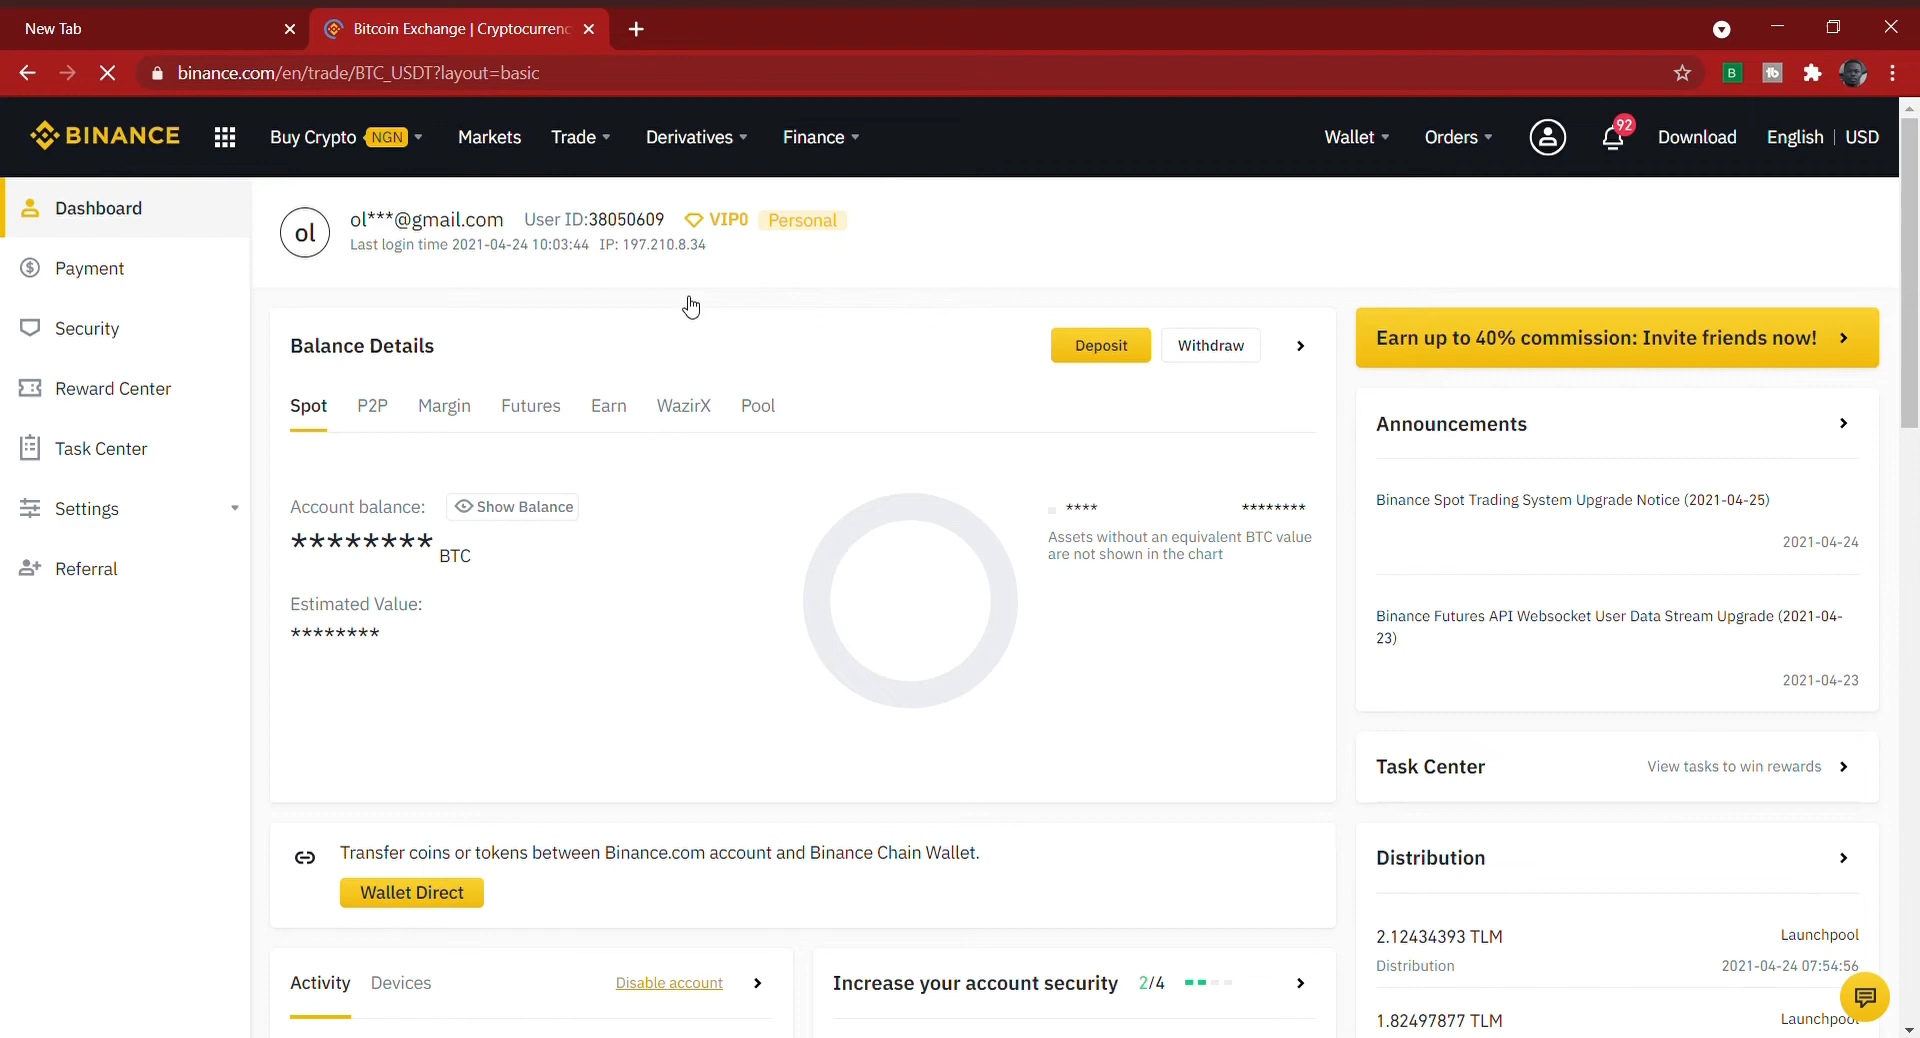 New Tab
Bitcoin Exchange | Cryptocurrenc
binance.com/en/trade/BTC_USDT?layout=basic
B
tb
BINANCE
Buy Crypto NGN
Markets
Trade
Derivatives
Finance
Wallet
Orders
92
Download
English
USD
Dashboard
Payment
Security
Reward Center
Task Center
Settings
Referral
ol
ol***@gmail.com User ID:38050609 VIP0 Personal
Last login time 2021-04-24 10:03:44 IP: 197.210.8.34
Balance Details
Deposit
Withdraw
Spot P2P Margin Futures Earn WazirX Pool
Account balance: Show Balance
******** BTC
Estimated Value:
********
**** ********
Assets without an equivalent BTC value
are not shown in the chart
Transfer coins or tokens between Binance.com account and Binance Chain Wallet.
Wallet Direct
Activity Devices Disable account
Increase your account security 2/4
Earn up to 40% commission: Invite friends now!
Announcements
Binance Spot Trading System Upgrade Notice (2021-04-25)
2021-04-24
Binance Futures API Websocket User Data Stream Upgrade (2021-04-
23)
2021-04-23
Task Center View tasks to win rewards
Distribution
2.12434393 TLM Launchpool
Distribution 2021-04-24 07:54:56
1.82497877 TLM Launchpool